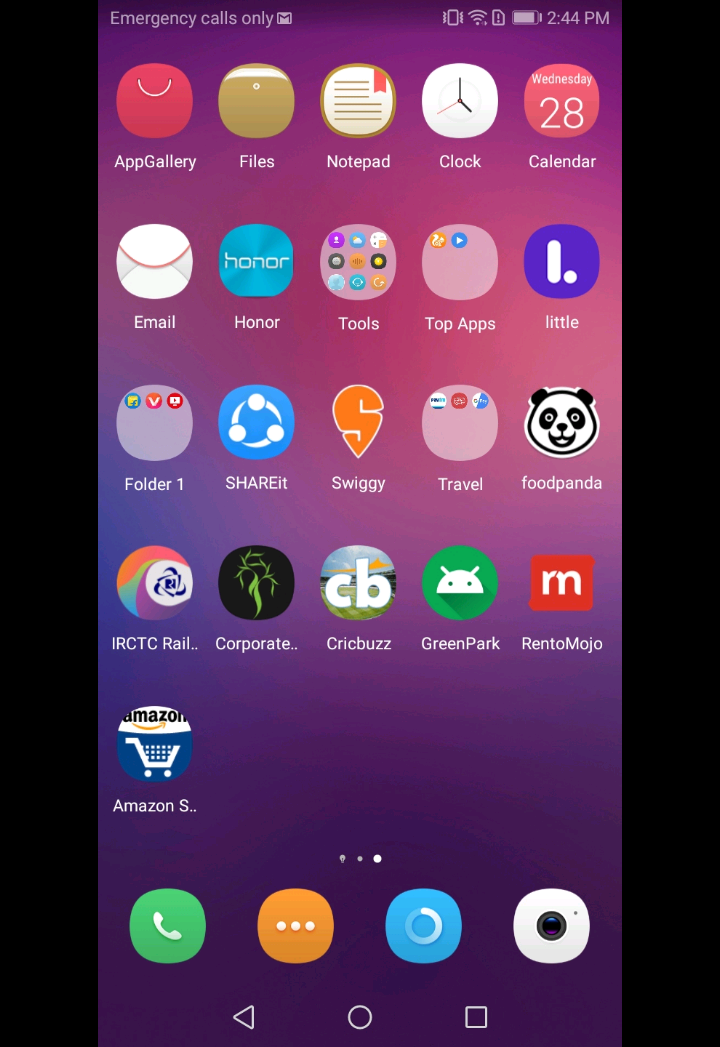 Emergency calls only
2:44 PM
Wednesday
28
AppGallery
Files
Notepad
Clock
Calendar
honor
l.
Email
Honor
Tools
Top Apps
little
Folder 1
SHAREit
Swiggy
Travel
foodpanda
cb
rm
IRCTC Rail..
Corporate..
Cricbuzz
GreenPark
RentoMojo
amazon
Amazon S..